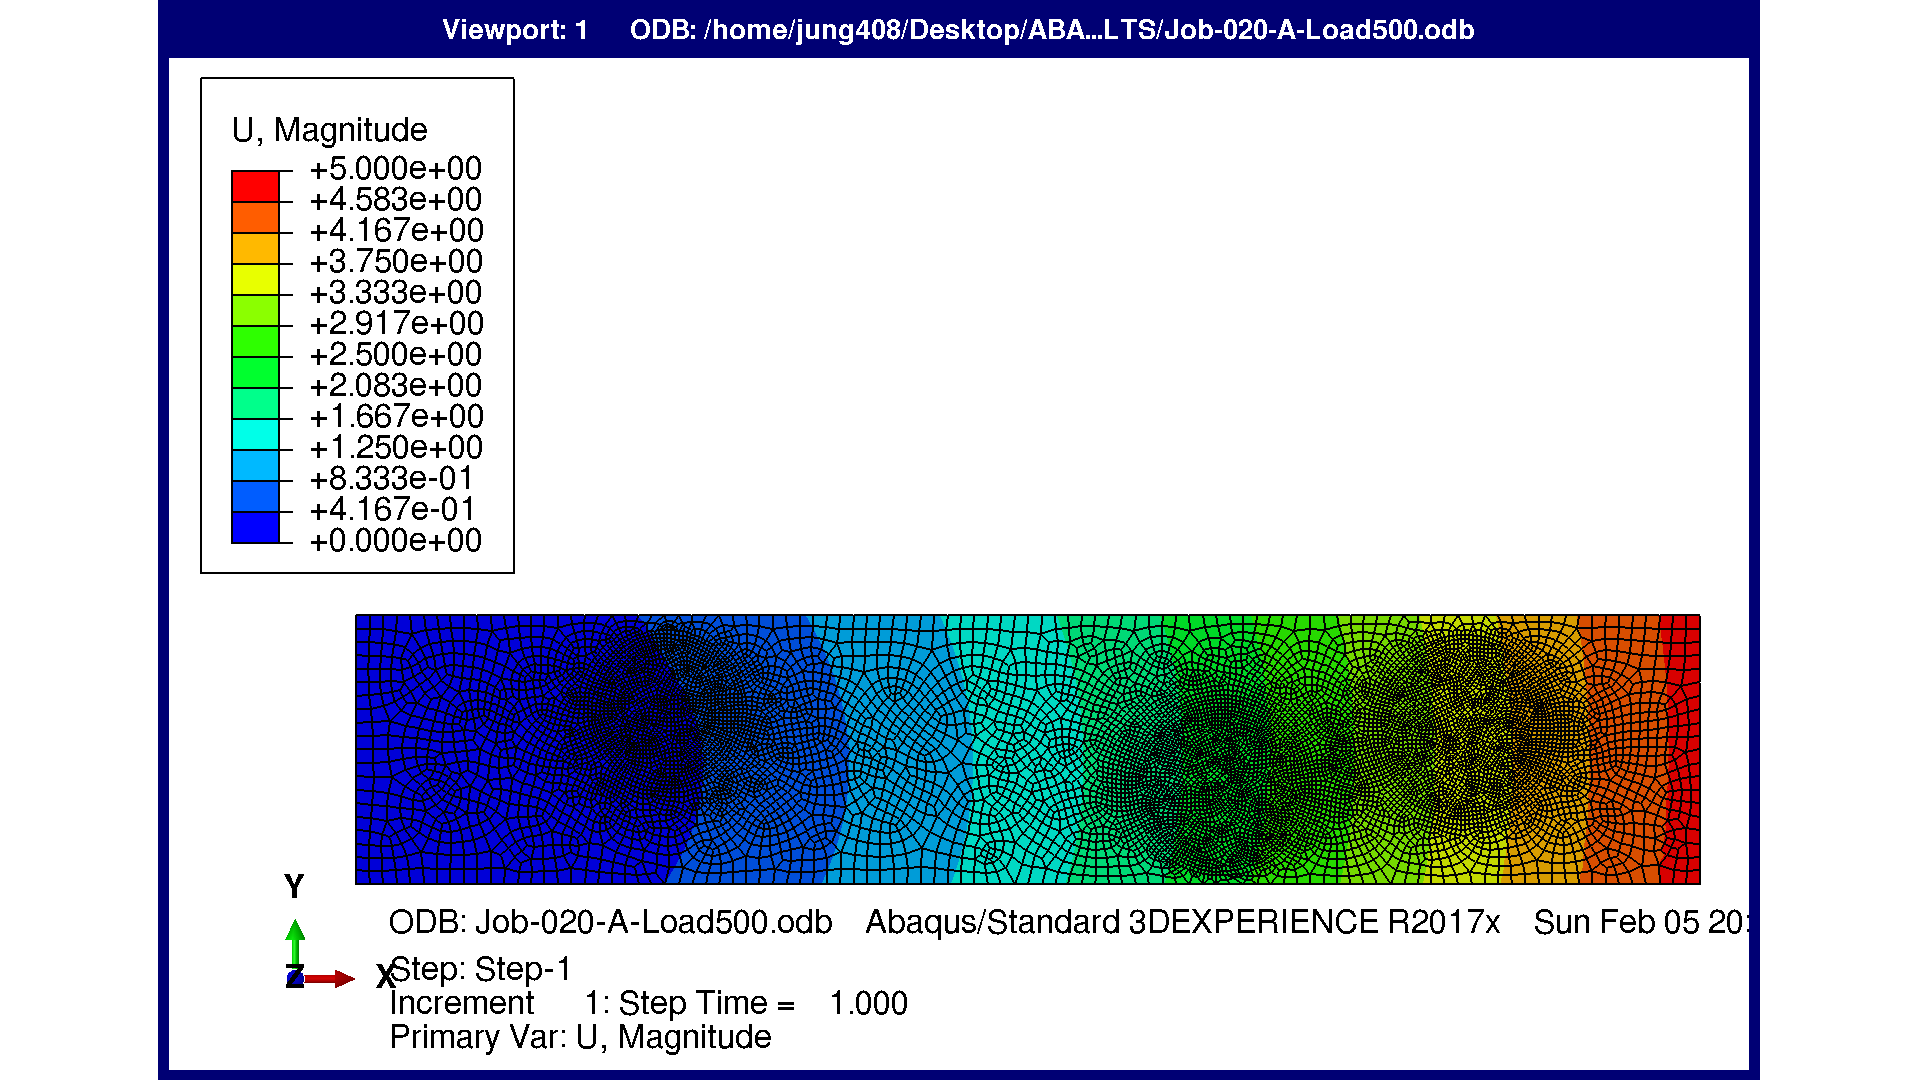 Viewport: 1 ODB: /home/jung408/Desktop/ABA...LTS/Job-020-A-Load500.odb
U, Magnitude
+5.000e+00
+4.583e+00
+4.167e+00
+3.750e+00
+3.333e+00
+2.917e+00
+2.500e+00
+2.083e+00
+1.667e+00
+1.250e+00
+8.333e-01
+4.167e-01
+0.000e+00
Y
Z
X
ODB: Job-020-A-Load500.odb Abaqus/Standard 3DEXPERIENCE R2017x Sun Feb 05 20:
Step: Step-1
Increment 1: Step Time = 1.000
Primary Var: U, Magnitude